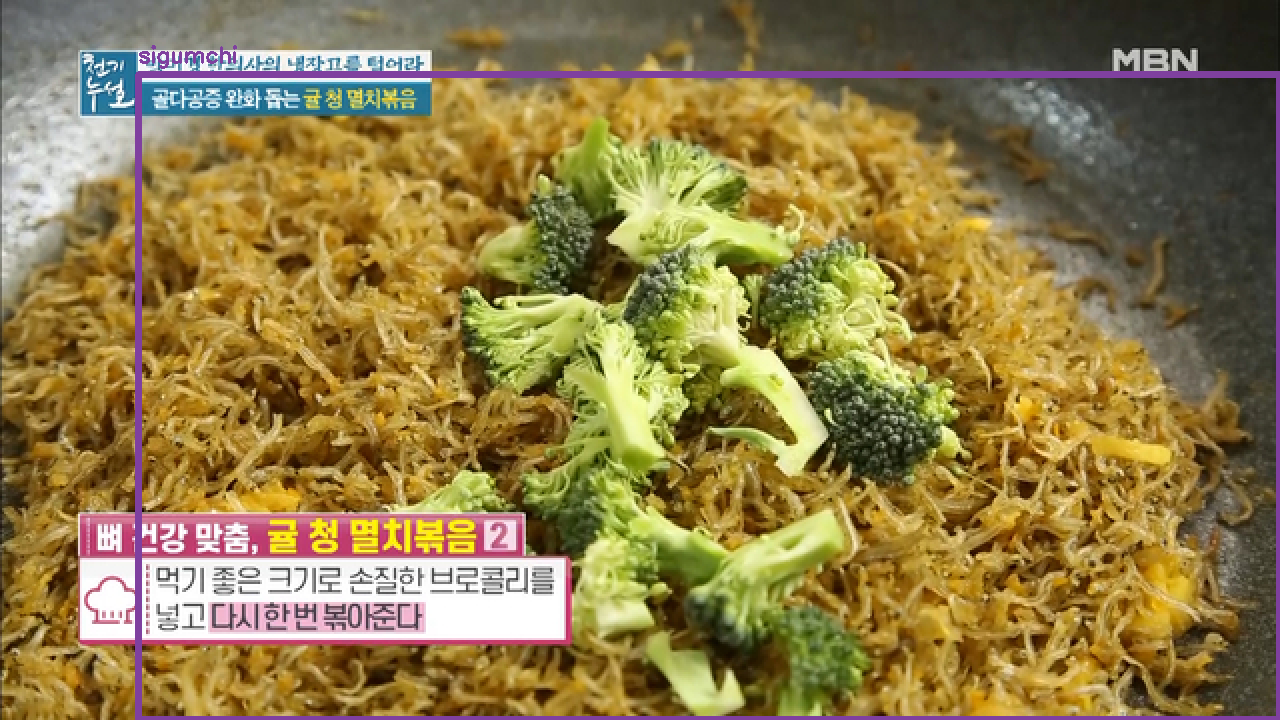 천기누설
sigumchi
냉장고를 털어라
MBN
골다공증 완화 돕는 귤 청 멸치볶음
뼈 건강 맞춤, 귤 청 멸치볶음 2
먹기 좋은 크기로 손질한 브로콜리를
넣고 다시 한 번 볶아준다